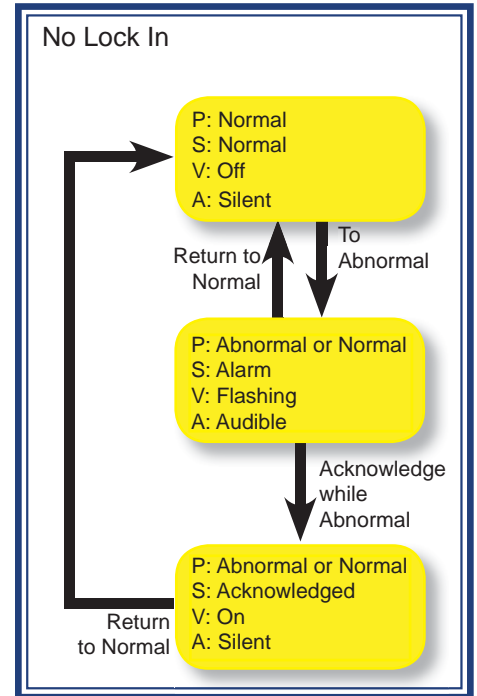 No Lock In
P: Normal
S: Normal
V: Off
A: Silent
To
Abnormal
Return to
Normal
P: Abnormal or Normal
S: Alarm
V: Flashing
A: Audible
Acknowledge
while
Abnormal
P: Abnormal or Normal
S: Acknowledged
V: On
A: Silent
Return
to Normal